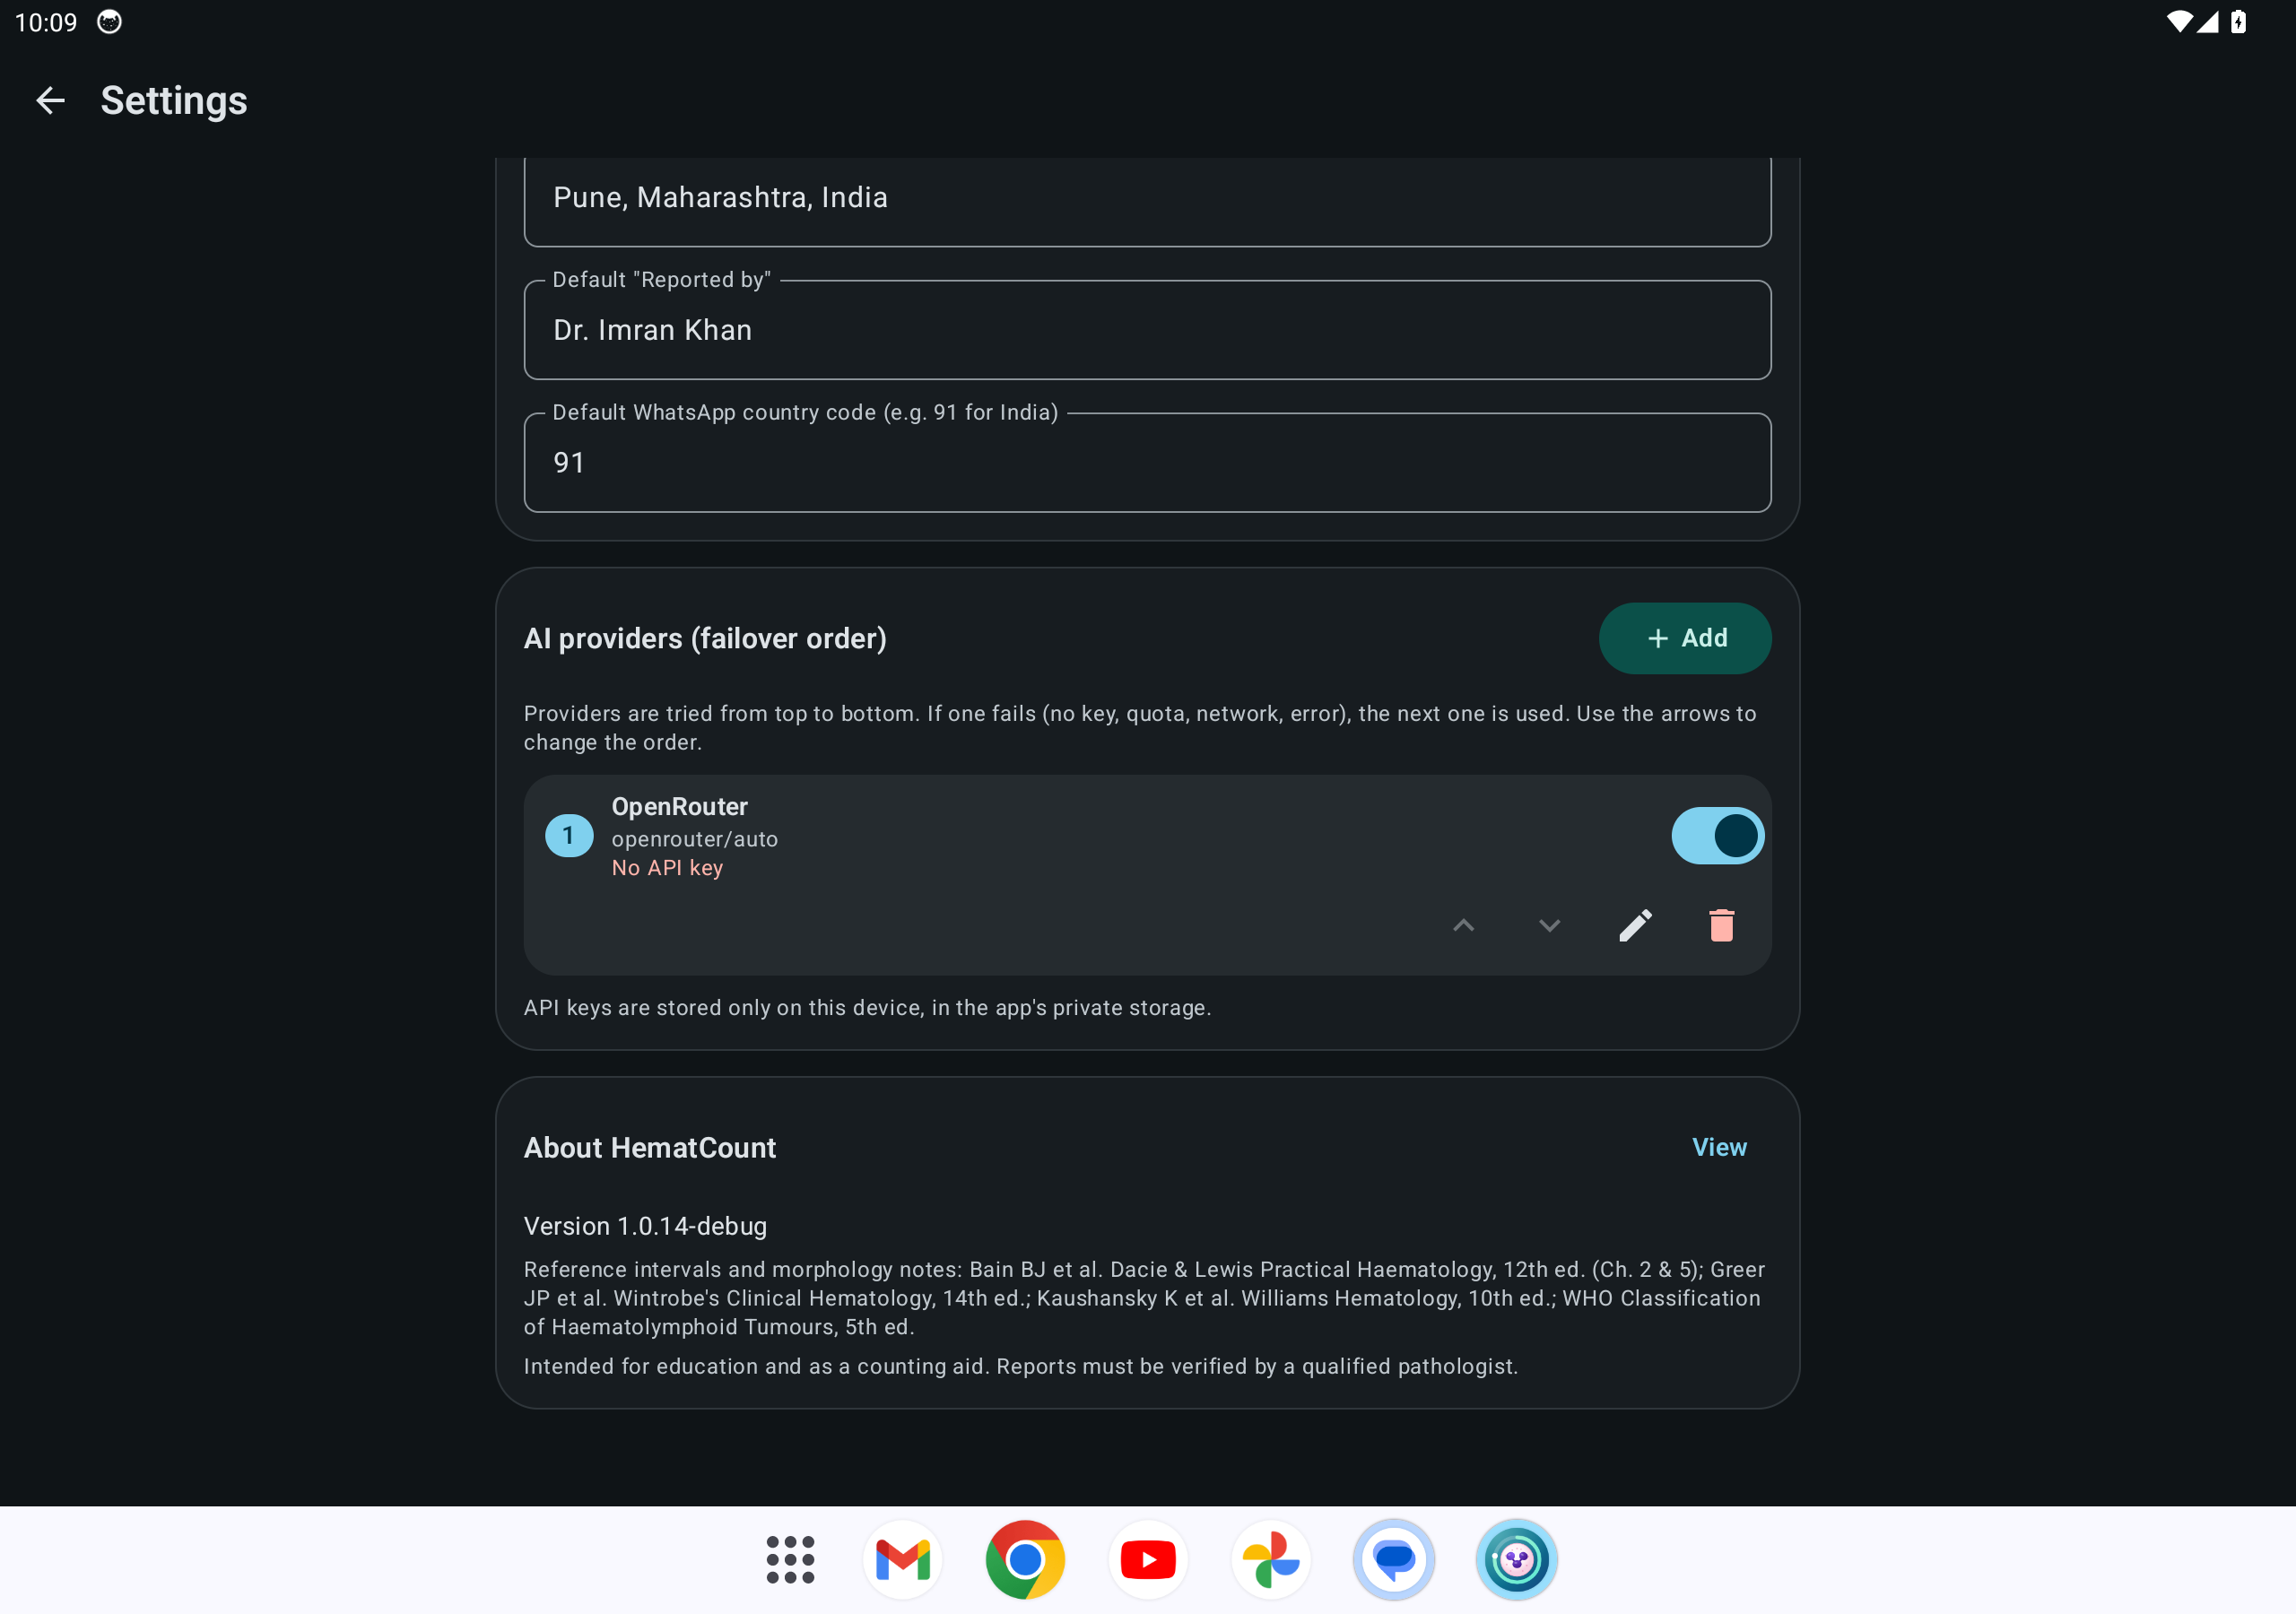 10:09
Settings
Pune, Maharashtra, India
Default "Reported by"
Dr. Imran Khan
Default WhatsApp country code (e.g. 91 for India)
91
AI providers (failover order)
+ Add
Providers are tried from top to bottom. If one fails (no key, quota, network, error), the next one is used. Use the arrows to
change the order.
1
OpenRouter
openrouter/auto
No API key
API keys are stored only on this device, in the app's private storage.
About HematCount
View
Version 1.0.14-debug
Reference intervals and morphology notes: Bain BJ et al. Dacie & Lewis Practical Haematology, 12th ed. (Ch. 2 & 5); Greer
JP et al. Wintrobe's Clinical Hematology, 14th ed.; Kaushansky K et al. Williams Hematology, 10th ed.; WHO Classification
of Haematolymphoid Tumours, 5th ed.
Intended for education and as a counting aid. Reports must be verified by a qualified pathologist.